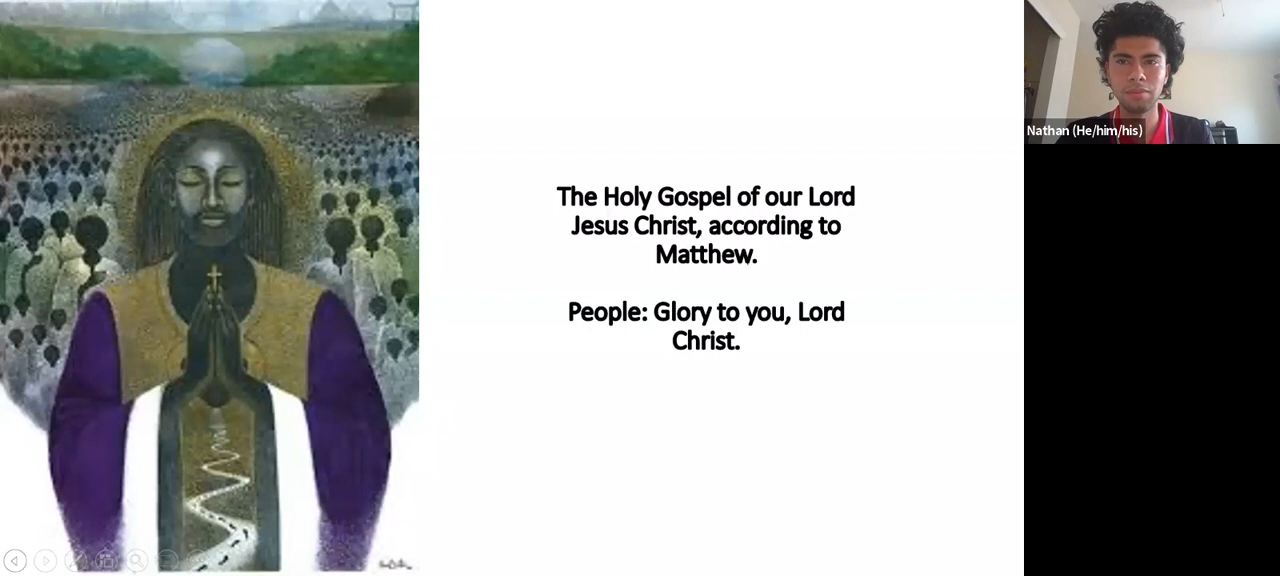 The Holy Gospel of our Lord
Jesus Christ, according to
Matthew.
People: Glory to you, Lord
Christ.
Nathan (He/him/his)